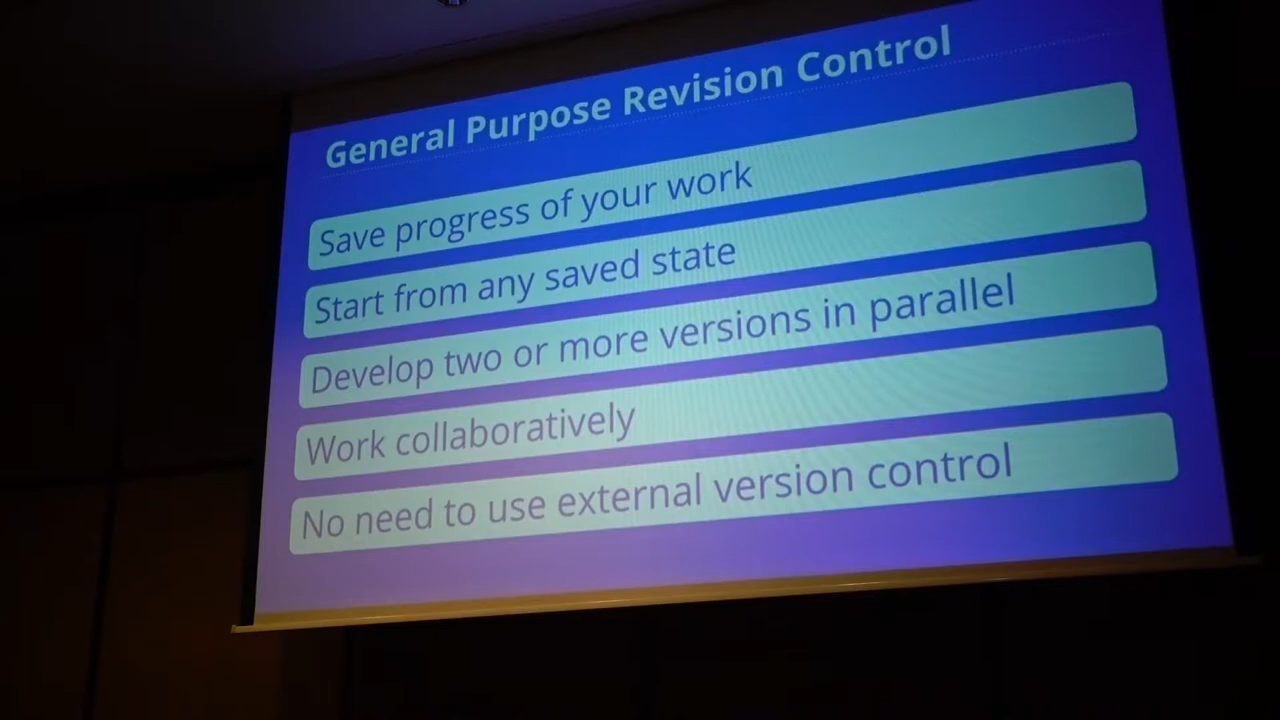 General Purpose Revision Control
Save progress of your work
Start from any saved state
Develop two or more versions in parallel
Work collaboratively
No need to use external version control